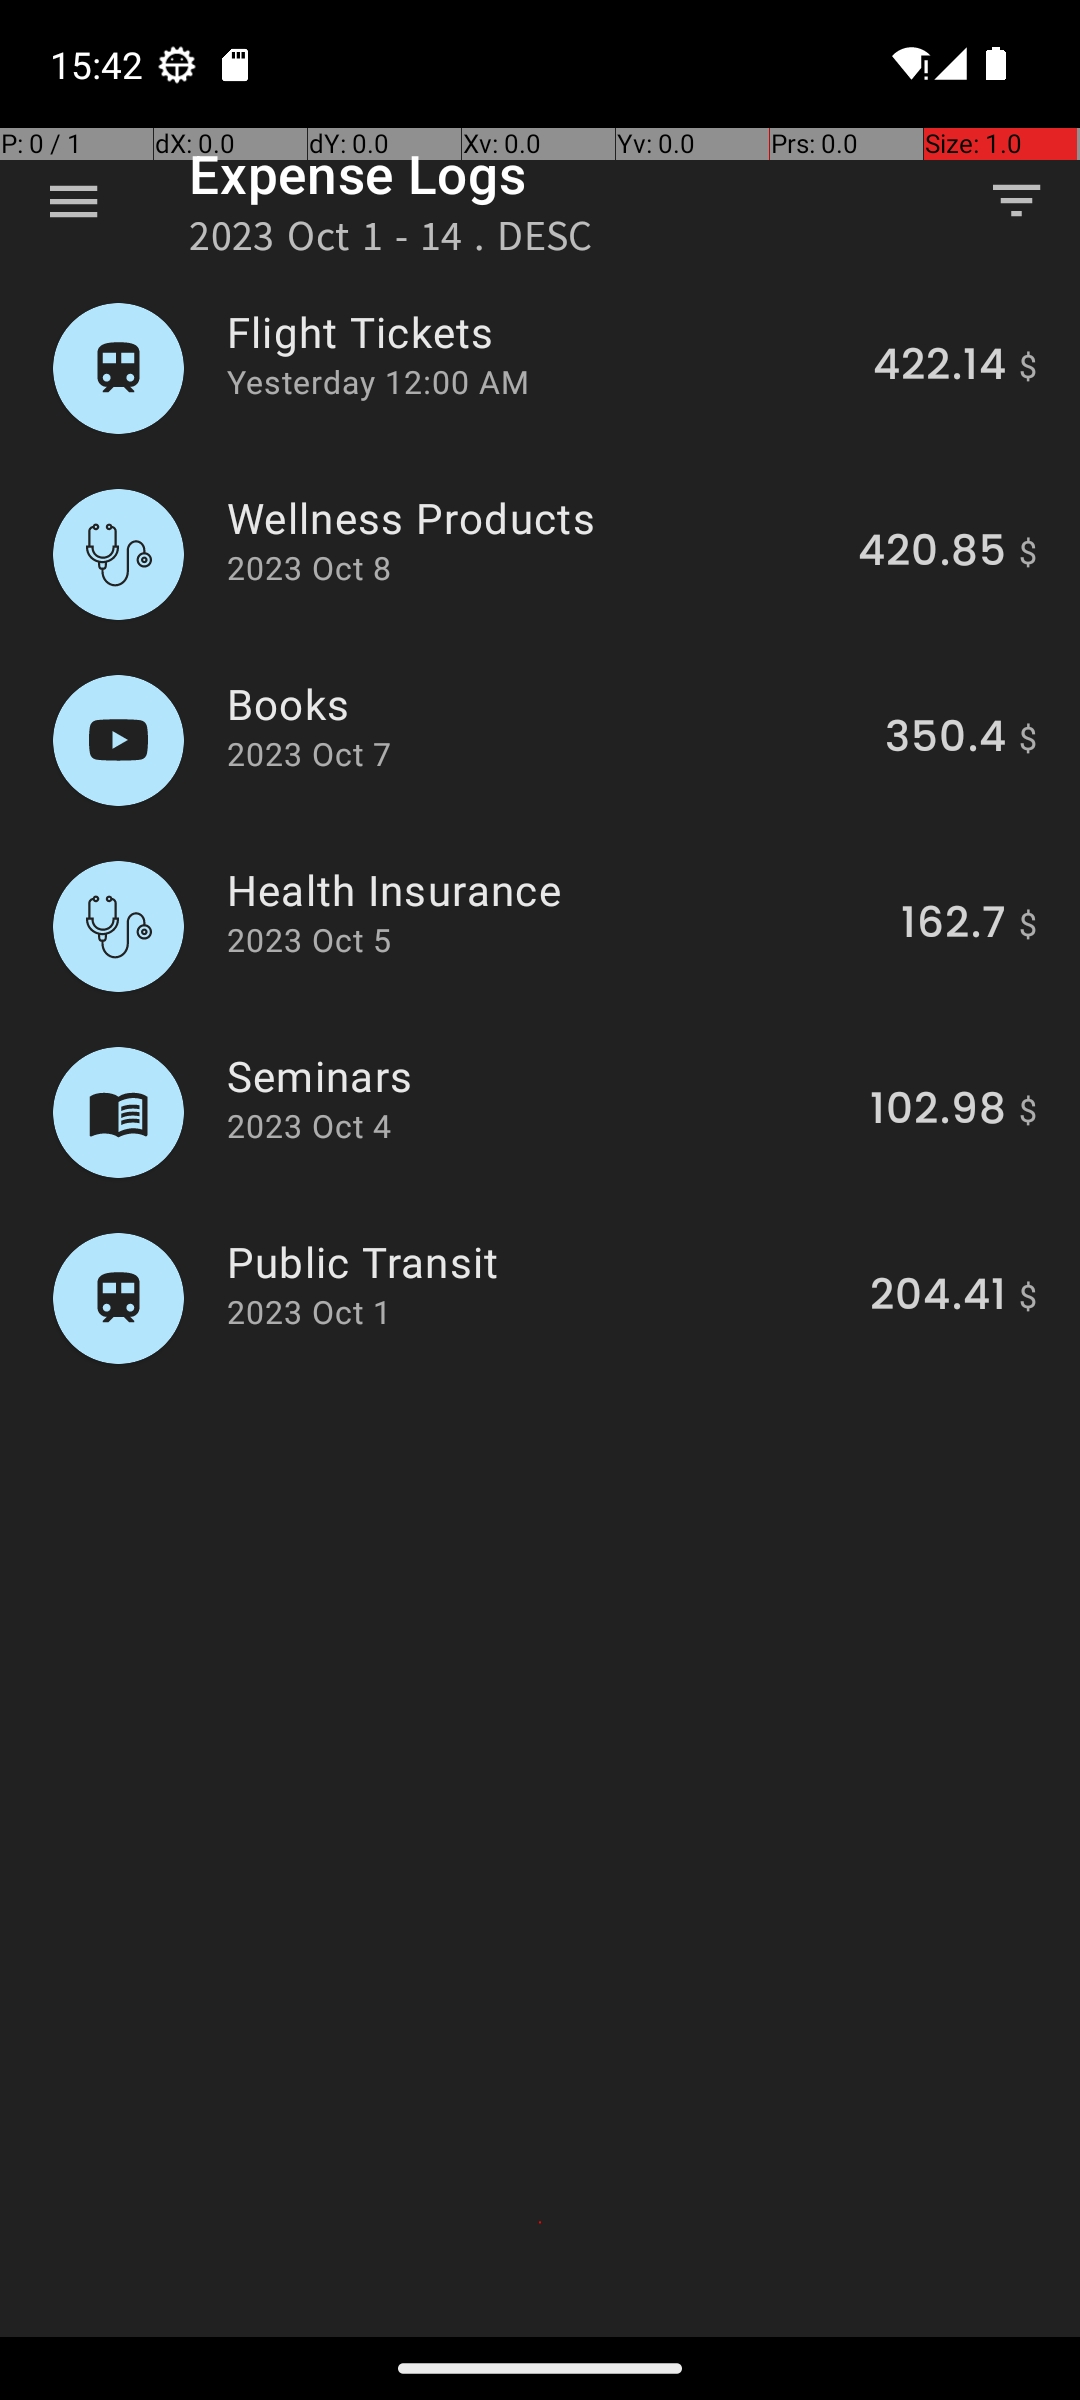 15:42
P: 0 / 1 dX: 0.0 dY: 0.0 Xv: 0.0 Yv: 0.0 Prs: 0.0 Size: 1.0
Expense Logs
2023 Oct 1 - 14 . DESC
Flight Tickets
Yesterday 12:00 AM
422.14 $
Wellness Products
2023 Oct 8
420.85 $
Books
2023 Oct 7
350.4 $
Health Insurance
2023 Oct 5
162.7 $
Seminars
2023 Oct 4
102.98 $
Public Transit
2023 Oct 1
204.41 $